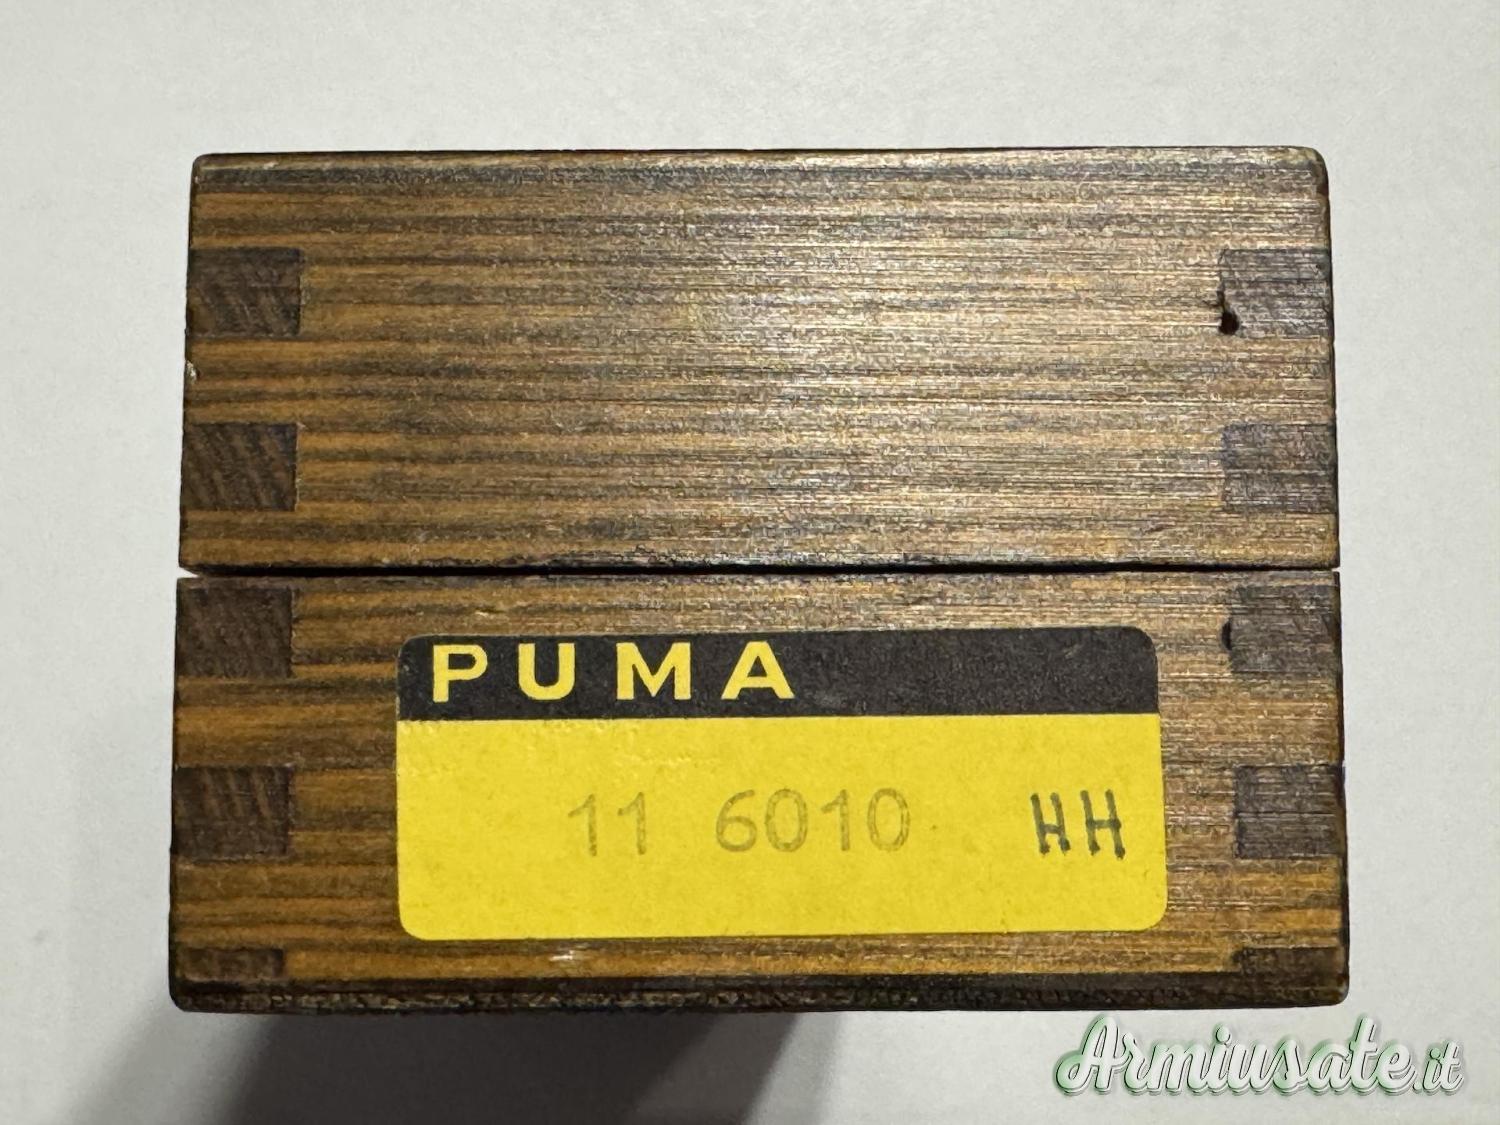 PUMA
11 6010 HH
Armiusate.it